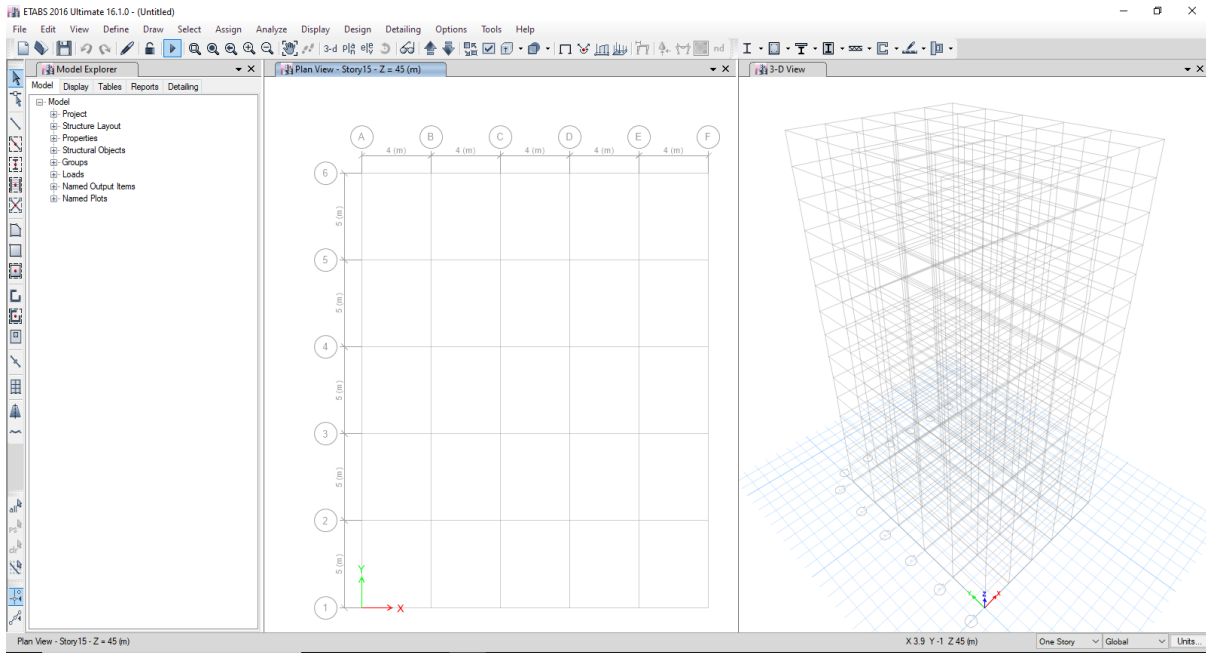 ETABS 2016 Ultimate 16.1.0 - (Untitled)
File Edit View Define Draw Select Assign Analyze Display Design Detailing Options Tools Help
3-d nd
Model Explorer
Plan View - Story15 - Z = 45 (m)
3-D View
Model Display Tables Reports Detailing
Model
Project
Structure Layout
Properties
Structural Objects
Groups
Loads
Named Output Items
Named Plots
A B C D E F
4 (m) 4 (m) 4 (m) 4 (m) 4 (m)
6
5 (m)
5
5 (m)
4
5 (m)
3
5 (m)
2
5 (m)
1
Y
X
Y Z X
all
ps
clr
Plan View - Story15 - Z = 45 (m)
X 3.9 Y -1 Z 45 (m)
One Story
Global
Units...